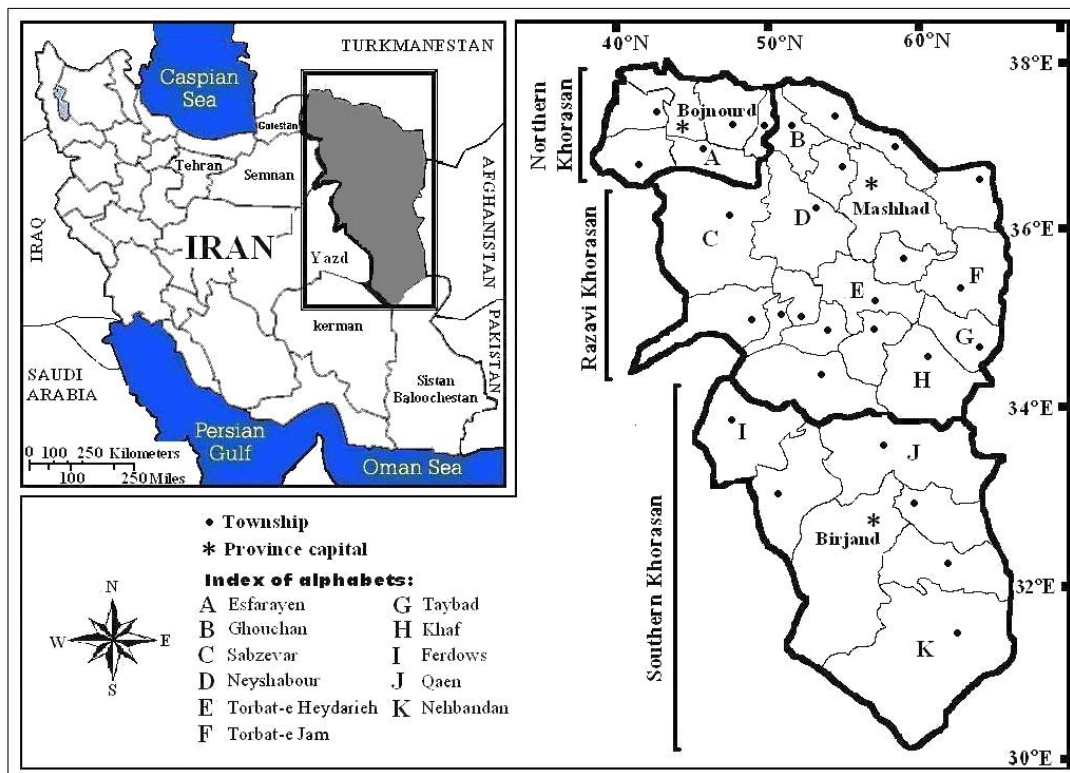 TURKMANESTAN
Caspian
Sea
Golestan
Tehran
Semnan
AFGHANISTAN
IRAQ
IRAN
Yazd
kerman
PAKISTAN
SAUDI
ARABIA
Sistan
Baloochestan
Persian
Gulf
Oman Sea
0 100 250 Kilometers
100 250 Miles
40°N 50°N 60°N
38°E
36°E
34°E
32°E
30°E
Northern
Khorasan
Razavi Khorasan
Southern Khorasan
Bojnourd
*
A
B
Mashhad
*
C
D
E
F
G
H
I
J
Birjand
*
K
• Township
* Province capital
Index of alphabets:
A Esfarayen
B Ghouchan
C Sabzevar
D Neyshabour
E Torbat-e Heydarieh
F Torbat-e Jam
G Taybad
H Khaf
I Ferdows
J Qaen
K Nehbandan
N
W E
S